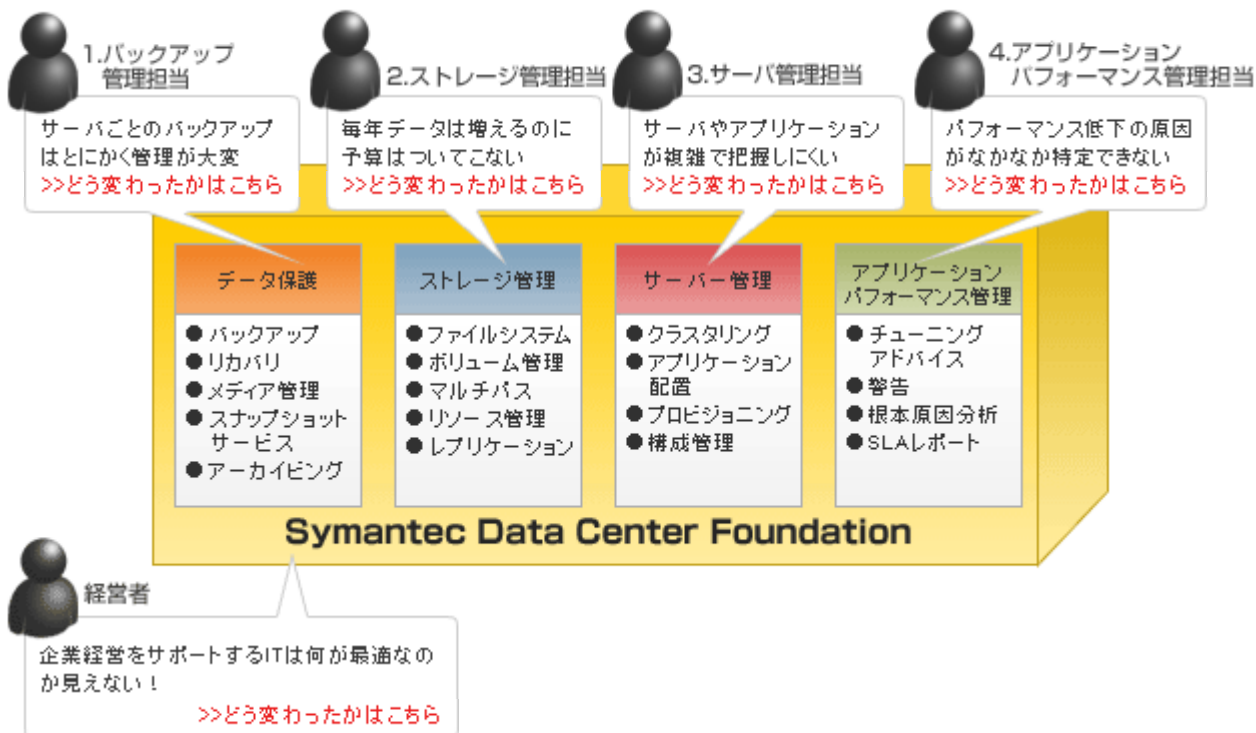 1.バックアップ
管理担当
サーバごとのバックアップ
はとにかく管理が大変
>>どう変わったかはこちら
2.ストレージ管理担当
毎年データは増えるのに
予算はついてこない
>>どう変わったかはこちら
3.サーバ管理担当
サーバやアプリケーション
が複雑で把握しにくい
>>どう変わったかはこちら
4.アプリケーション
パフォーマンス管理担当
パフォーマンス低下の原因
がなかなか特定できない
>>どう変わったかはこちら
データ保護
●バックアップ
●リカバリ
●メディア管理
●スナップショット
サービス
●アーカイビング
ストレージ管理
●ファイルシステム
●ボリューム管理
●マルチパス
●リソース管理
●レプリケーション
サーバー管理
●クラスタリング
●アプリケーション
配置
●プロビジョニング
●構成管理
アプリケーション
パフォーマンス管理
●チューニング
アドバイス
●警告
●根本原因分析
●SLAレポート
Symantec Data Center Foundation
経営者
企業経営をサポートするITは何が最適なの
か見えない！
>>どう変わったかはこちら